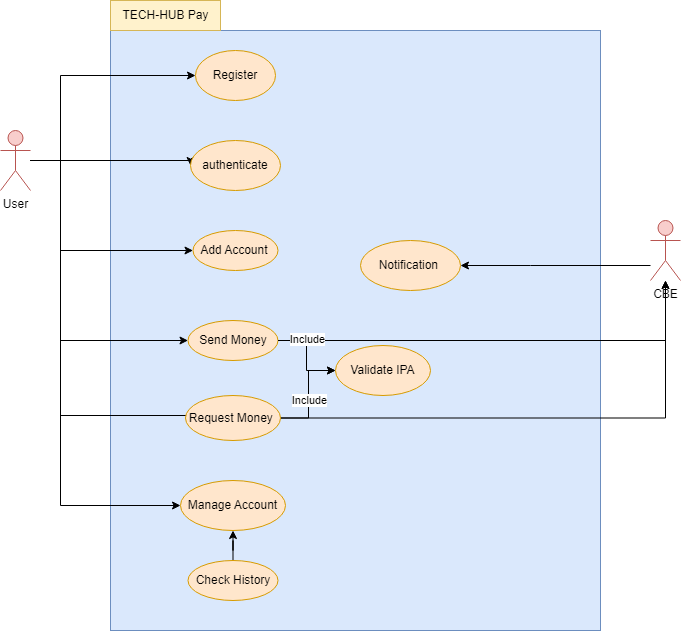 TECH-HUB Pay
Register
authenticate
User
Add Account
Notification
CBE
Send Money
Include
Validate IPA
Include
Request Money
Manage Account
Check History